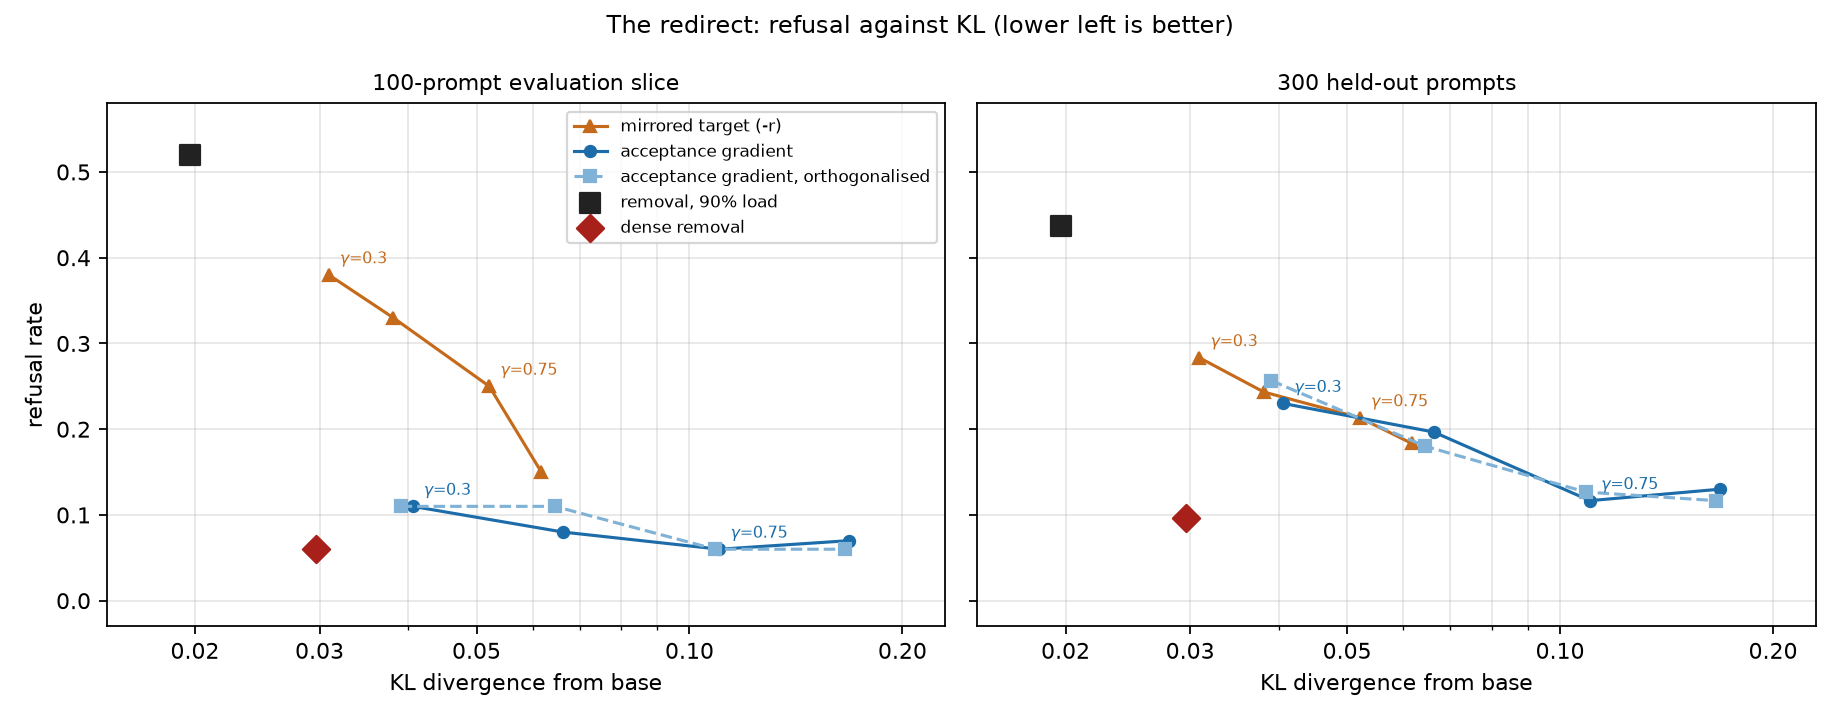 The redirect: refusal against KL (lower left is better)
100-prompt evaluation slice
mirrored target (-r)
acceptance gradient
acceptance gradient, orthogonalised
removal, 90% load
dense removal
refusal rate
0.5
0.4
0.3
0.2
0.1
0.0
γ=0.3
γ=0.75
γ=0.3
γ=0.75
0.02
0.03
0.05
0.10
0.20
KL divergence from base
300 held-out prompts
γ=0.3
γ=0.3
γ=0.75
γ=0.75
0.02
0.03
0.05
0.10
0.20
KL divergence from base